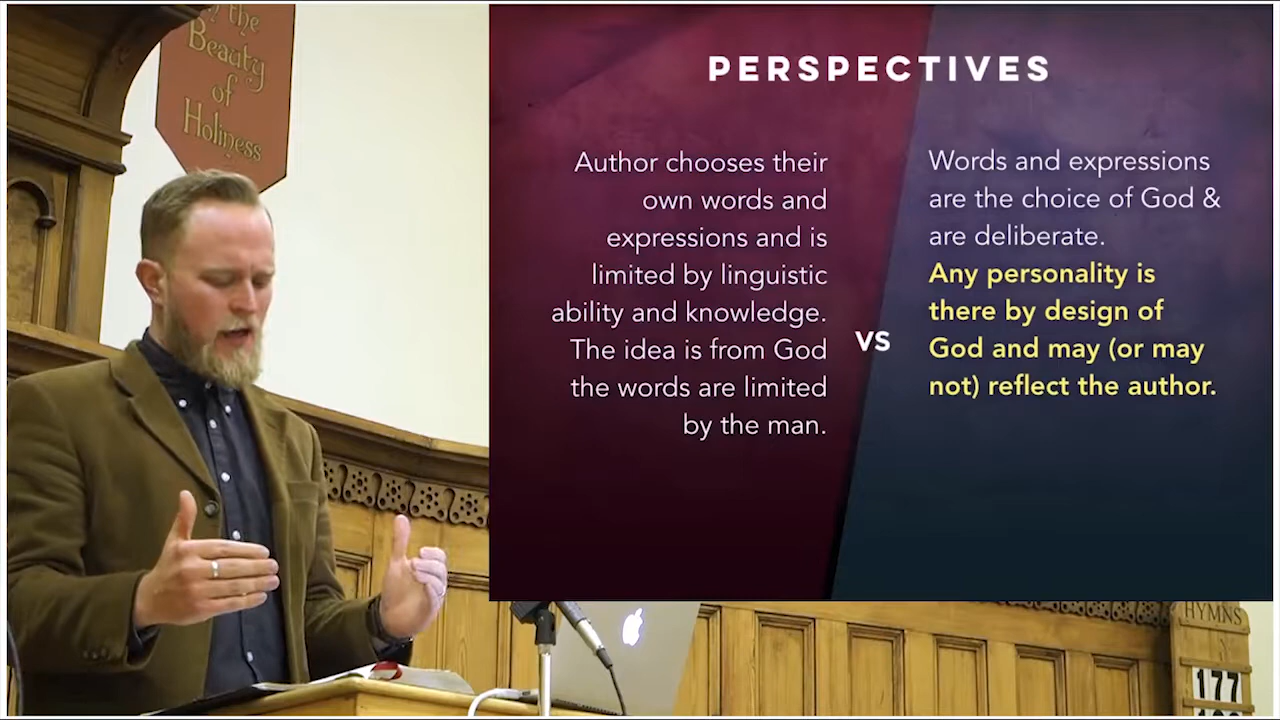 n the
Beauty
of
Holiness
PERSPECTIVES
Author chooses their
own words and
expressions and is
limited by linguistic
ability and knowledge.
The idea is from God
the words are limited
by the man.
VS
Words and expressions
are the choice of God &
are deliberate.
Any personality is
there by design of
God and may (or may
not) reflect the author.
HYMNS
177